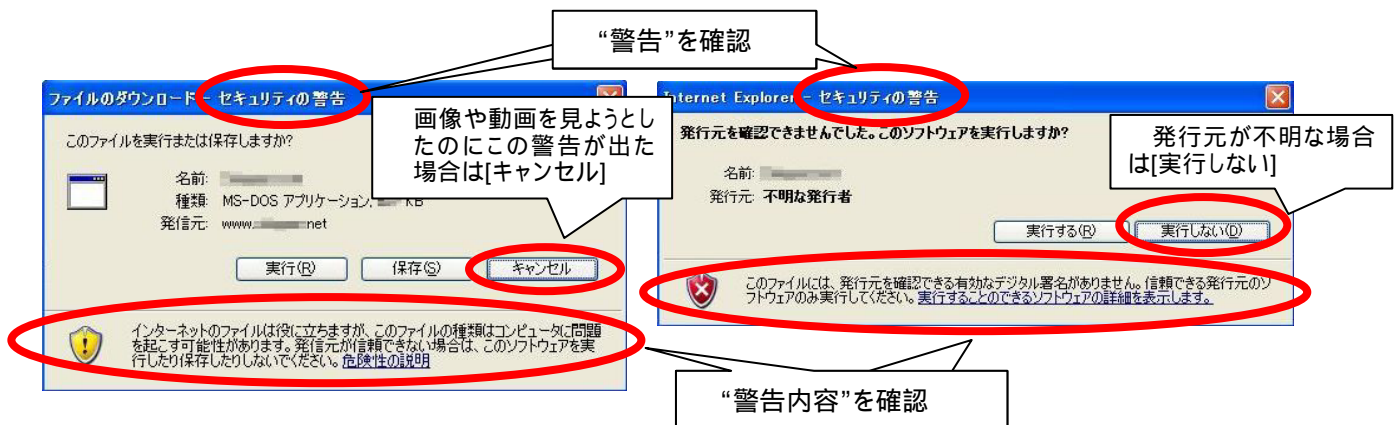 “警告”を確認
ファイルのダウンロード - セキュリティの警告
このファイルを実行または保存しますか?
名前:
種類: MS-DOS アプリケーション, KB
発信元: www. net
実行(R) 保存(S) キャンセル
インターネットのファイルは役に立ちますが、このファイルの種類はコンピュータに問題
を起こす可能性があります。発信元が信頼できない場合は、このソフトウェアを実
行したり保存したりしないでください。危険性の説明
画像や動画を見ようとし
たのにこの警告が出た
場合は[キャンセル]
Internet Explorer - セキュリティの警告
発行元を確認できませんでした。このソフトウェアを実行しますか?
名前:
発行元: 不明な発行者
実行する(R) 実行しない(D)
このファイルには、発行元を確認できる有効なデジタル署名がありません。信頼できる発行元のソ
フトウェアのみ実行してください。実行することのできるソフトウェアの詳細を表示します。
発行元が不明な場合
は[実行しない]
“警告内容”を確認